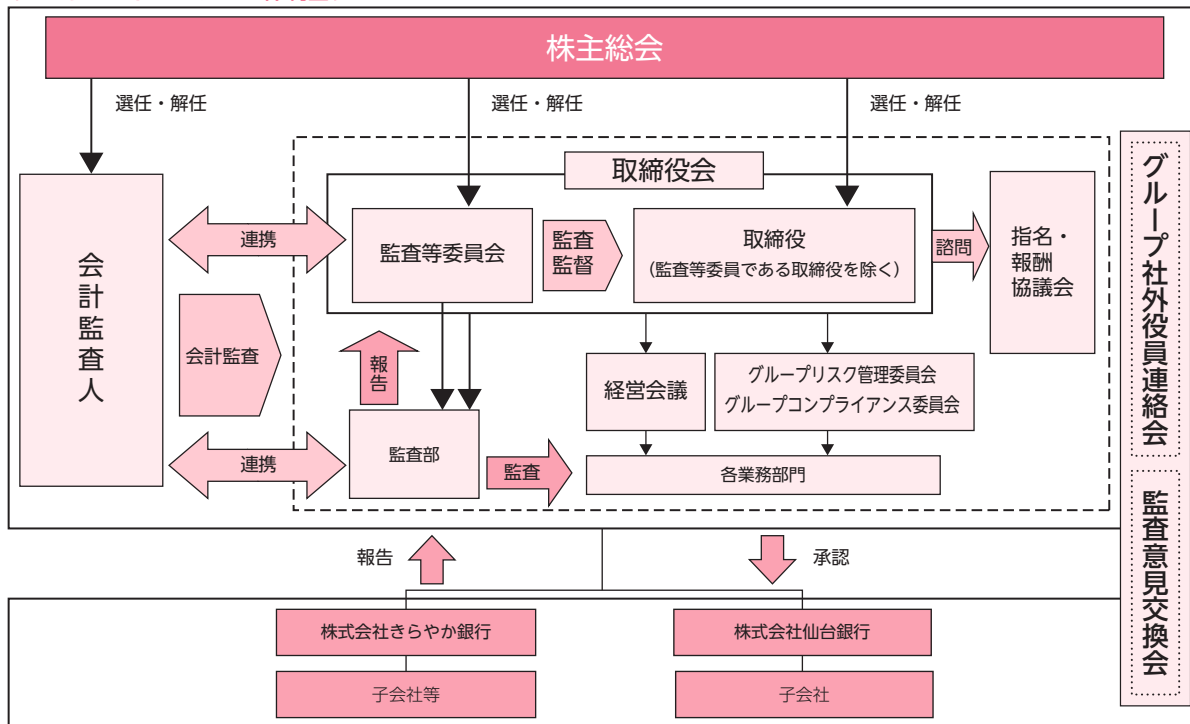 株主総会
選任・解任
選任・解任
選任・解任
取締役会
会計監査人
連携
監査等委員会
監査
監督
取締役
(監査等委員である取締役を除く)
諮問
指名・
報酬
協議会
会計監査
報告
経営会議
グループリスク管理委員会
グループコンプライアンス委員会
連携
監査部
監査
各業務部門
グループ社外役員連絡会
監査意見交換会
報告
承認
株式会社きらやか銀行
株式会社仙台銀行
子会社等
子会社